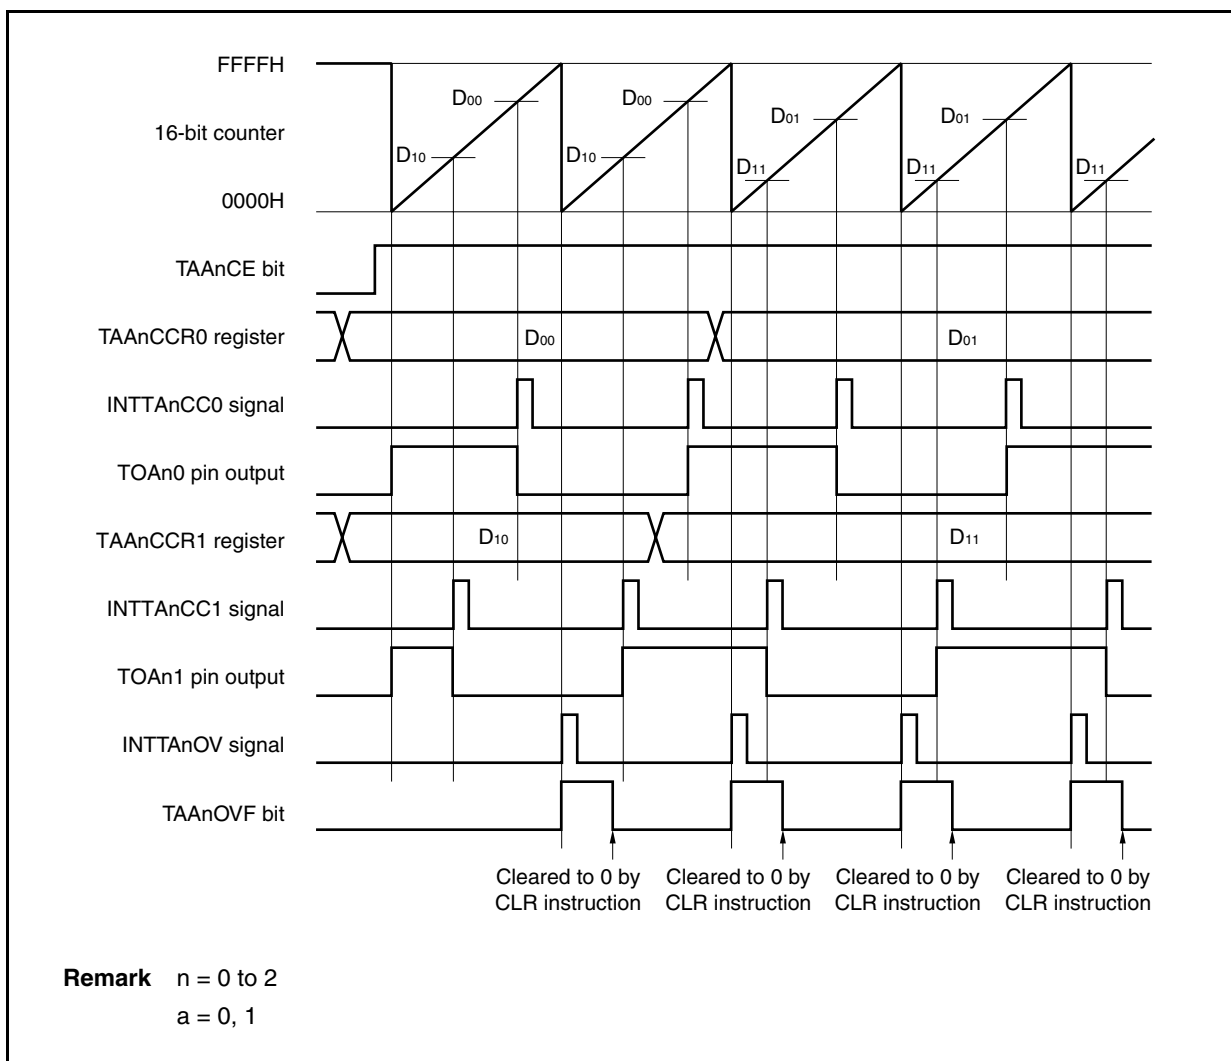 FFFFH
D00
D00
D01
D01
16-bit counter
D10
D10
D11
D11
D11
0000H
TAAnCE bit
TAAnCCR0 register
D00
D01
INTTAnCC0 signal
TOAn0 pin output
TAAnCCR1 register
D10
D11
INTTAnCC1 signal
TOAn1 pin output
INTTAnOV signal
TAAnOVF bit
Cleared to 0 by
CLR instruction
Cleared to 0 by
CLR instruction
Cleared to 0 by
CLR instruction
Cleared to 0 by
CLR instruction
Remark n = 0 to 2
a = 0, 1